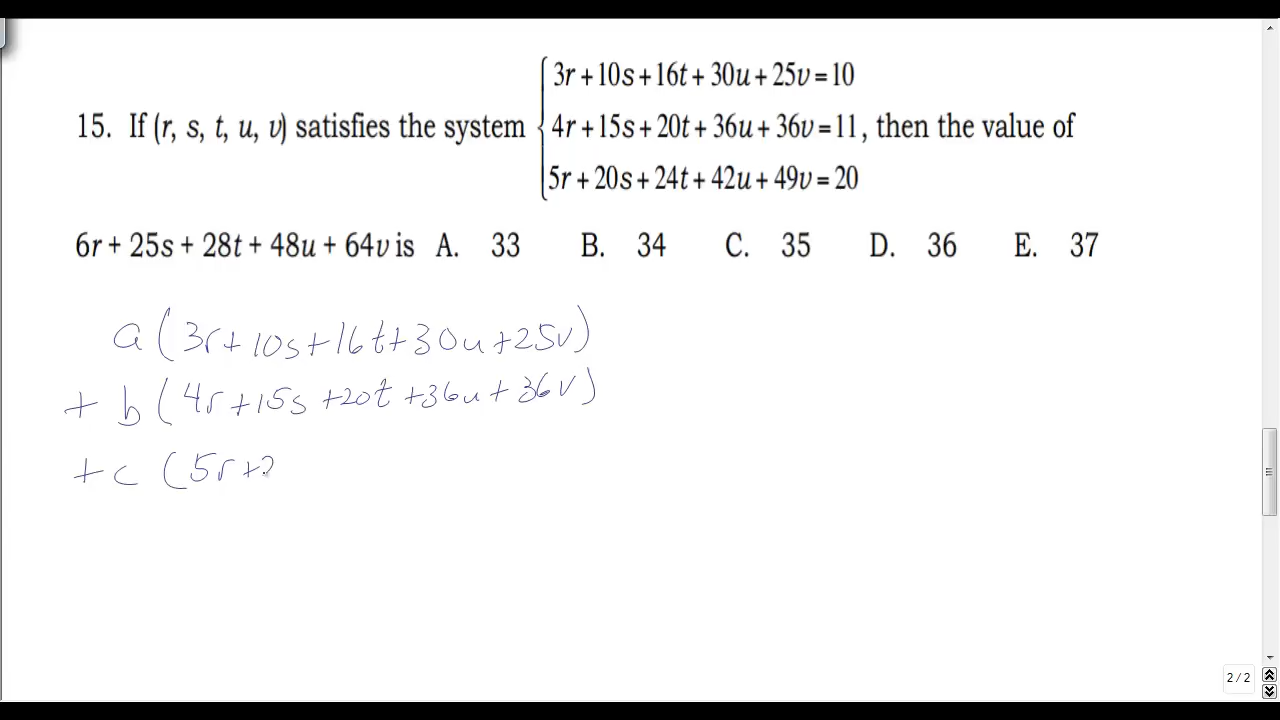 3r + 10s + 16t + 30u + 25v = 10
15. If (r, s, t, u, v) satisfies the system 4r + 15s + 20t + 36u + 36v = 11, then the value of
5r + 20s + 24t + 42u + 49v = 20
6r + 25s + 28t + 48u + 64v is A. 33 B. 34 C. 35 D. 36 E. 37
a (3r + 10s + 16t + 30u + 25v)
+ b (4r + 15s + 20t + 36u + 36v)
+ c (5r + 2
2 / 2